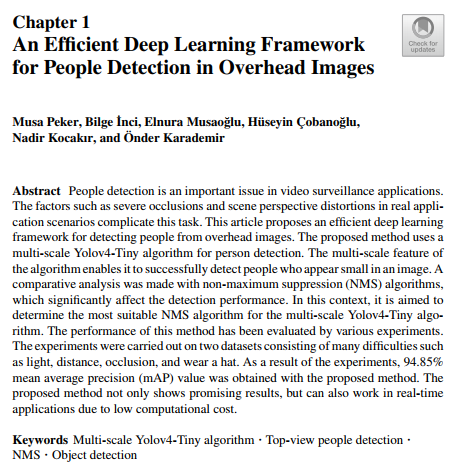 Chapter 1
An Efficient Deep Learning Framework
for People Detection in Overhead Images
Check for
updates
Musa Peker, Bilge İnci, Elnura Musaoğlu, Hüseyin Çobanoğlu,
Nadir Kocakır, and Önder Karademir
Abstract People detection is an important issue in video surveillance applications.
The factors such as severe occlusions and scene perspective distortions in real appli-
cation scenarios complicate this task. This article proposes an efficient deep learning
framework for detecting people from overhead images. The proposed method uses a
multi-scale Yolov4-Tiny algorithm for person detection. The multi-scale feature of
the algorithm enables it to successfully detect people who appear small in an image. A
comparative analysis was made with non-maximum suppression (NMS) algorithms,
which significantly affect the detection performance. In this context, it is aimed to
determine the most suitable NMS algorithm for the multi-scale Yolov4-Tiny algo-
rithm. The performance of this method has been evaluated by various experiments.
The experiments were carried out on two datasets consisting of many difficulties such
as light, distance, occlusion, and wear a hat. As a result of the experiments, 94.85%
mean average precision (mAP) value was obtained with the proposed method. The
proposed method not only shows promising results, but can also work in real-time
applications due to low computational cost.
Keywords Multi-scale Yolov4-Tiny algorithm · Top-view people detection ·
NMS · Object detection